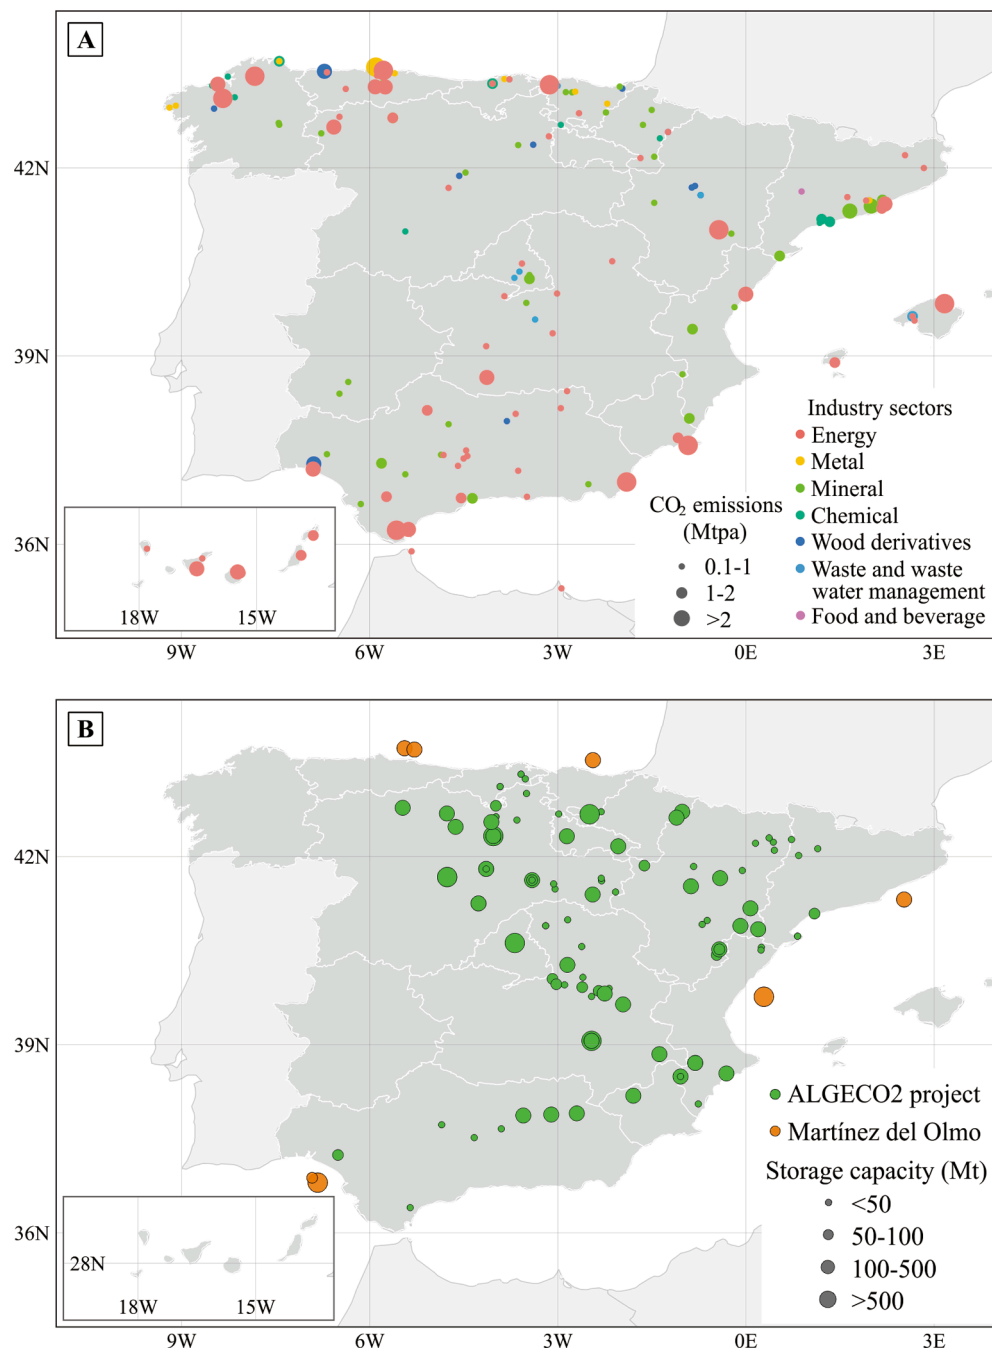 A
42N
39N
36N
Industry sectors
Energy
Metal
Mineral
Chemical
Wood derivatives
Waste and waste
water management
Food and beverage
CO₂ emissions
(Mtpa)
0.1-1
1-2
>2
18W
15W
9W
6W
3W
0E
3E
B
42N
39N
36N
ALGECO2 project
Martínez del Olmo
Storage capacity (Mt)
<50
50-100
100-500
>500
28N
18W
15W
9W
6W
3W
0E
3E